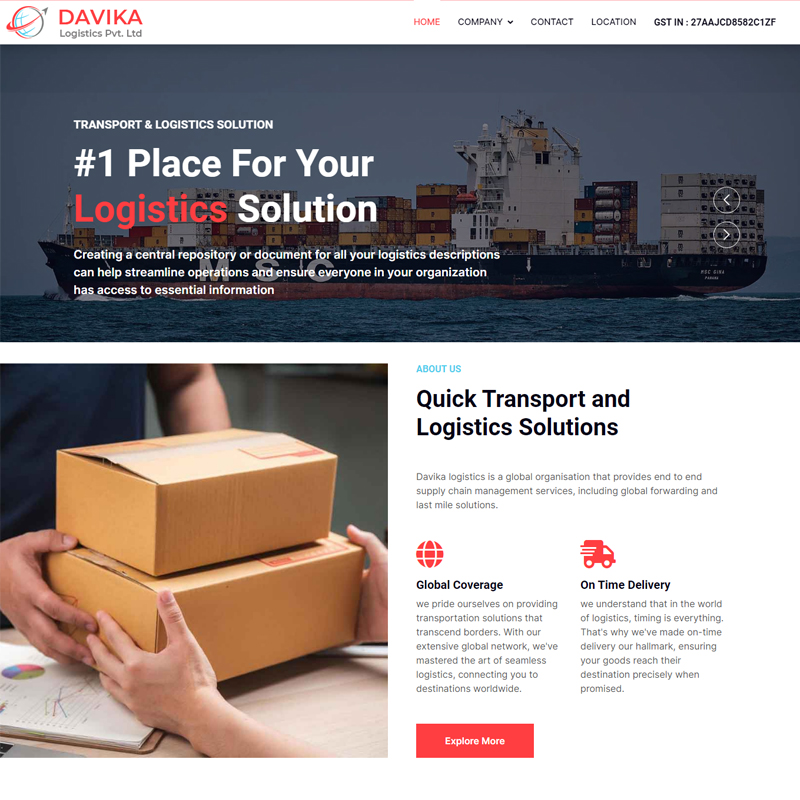 DAVIKA
Logistics Pvt. Ltd
HOME COMPANY CONTACT LOCATION GST IN : 27AAJCD8582C1ZF
TRANSPORT & LOGISTICS SOLUTION
#1 Place For Your
Logistics Solution
Creating a central repository or document for all your logistics descriptions
can help streamline operations and ensure everyone in your organization
has access to essential information
M S C
MSC GINA
PANAMA
ABOUT US
Quick Transport and
Logistics Solutions
Davika logistics is a global organisation that provides end to end
supply chain management services, including global forwarding and
last mile solutions.
Global Coverage
we pride ourselves on providing
transportation solutions that
transcend borders. With our
extensive global network, we've
mastered the art of seamless
logistics, connecting you to
destinations worldwide.
On Time Delivery
we understand that in the world
of logistics, timing is everything.
That's why we've made on-time
delivery our hallmark, ensuring
your goods reach their
destination precisely when
promised.
Explore More